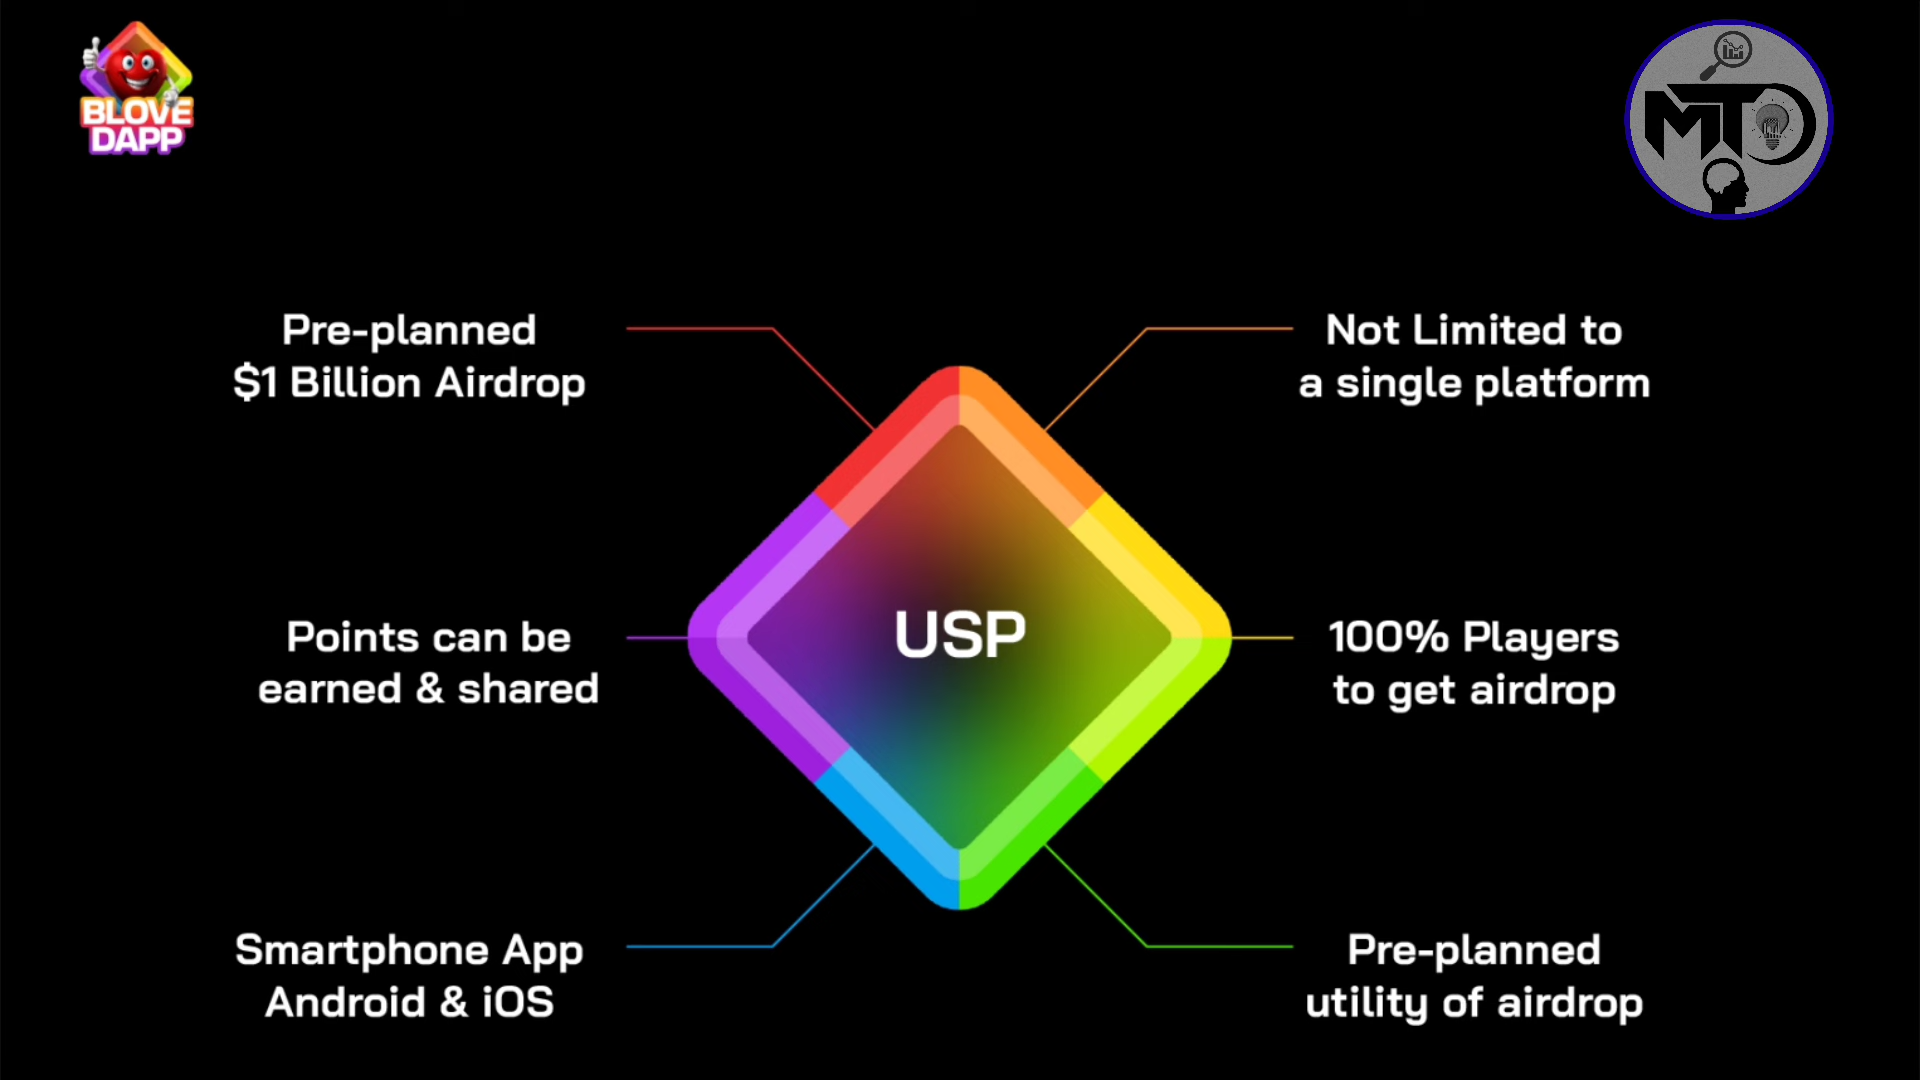 BLOVE
DAPP
MTD
Pre-planned
$1 Billion Airdrop
Not Limited to
a single platform
Points can be
earned & shared
USP
100% Players
to get airdrop
Smartphone App
Android & iOS
Pre-planned
utility of airdrop